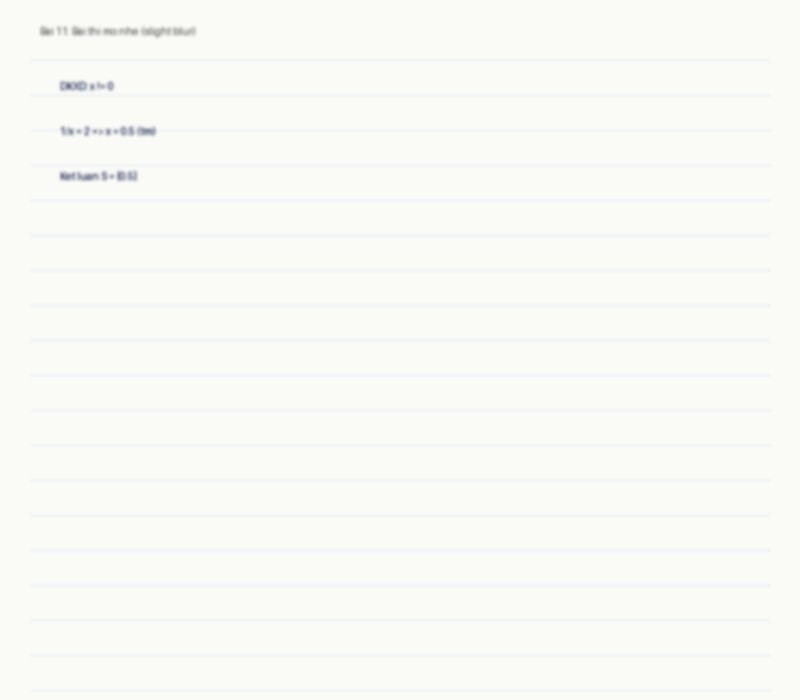 Bai 11: Bai thi mo nhe (slight blur)
DKXD: x != 0
1/x = 2 => x = 0.5 (tm)
Ket luan: S = {0.5}